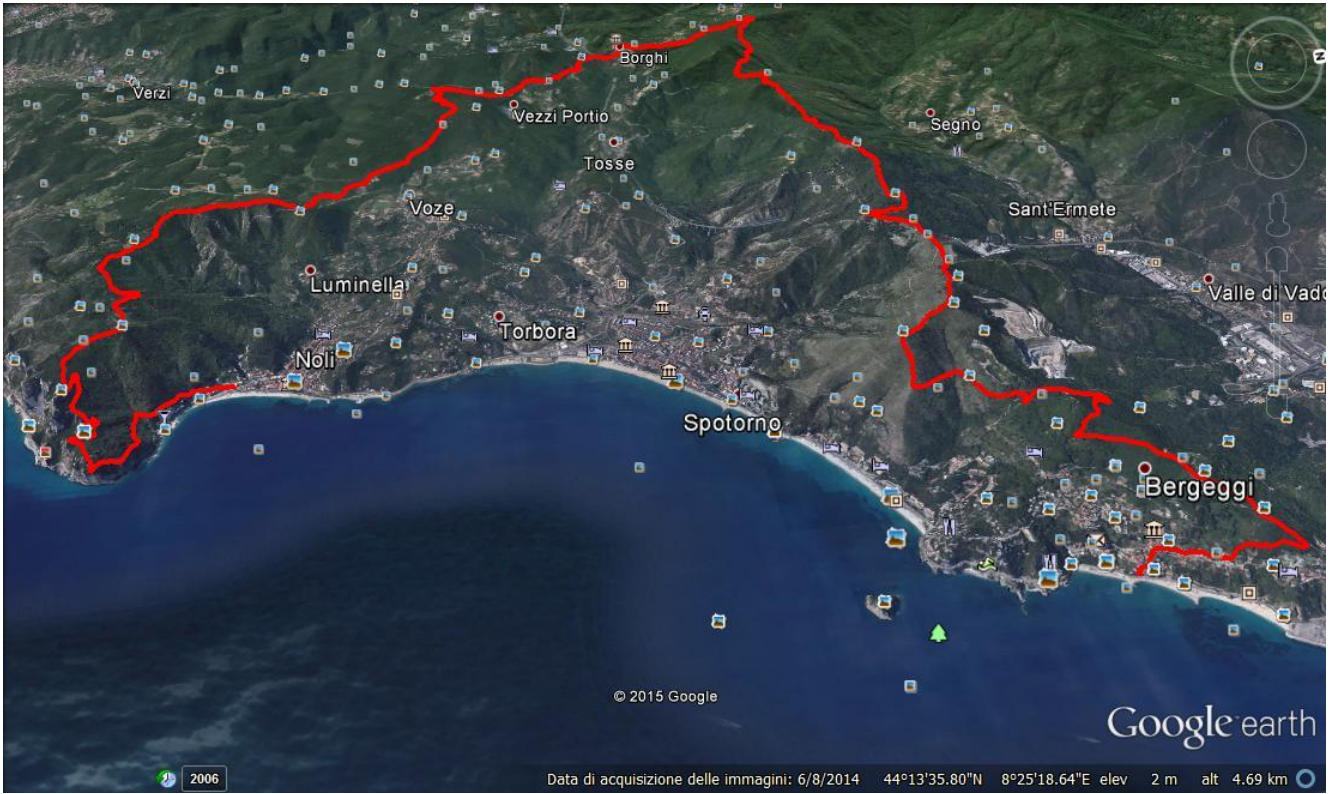 Borghi
Verzi
Vezzi Portio
Segno
Tosse
Voze
Sant'Ermete
Luminella
Valle di Vado
Torbora
Noli
Spotorno
Bergeggi
© 2015 Google
Google earth
2006
Data di acquisizione delle immagini: 6/8/2014 44°13'35.80"N 8°25'18.64"E elev 2 m alt 4.69 km
N